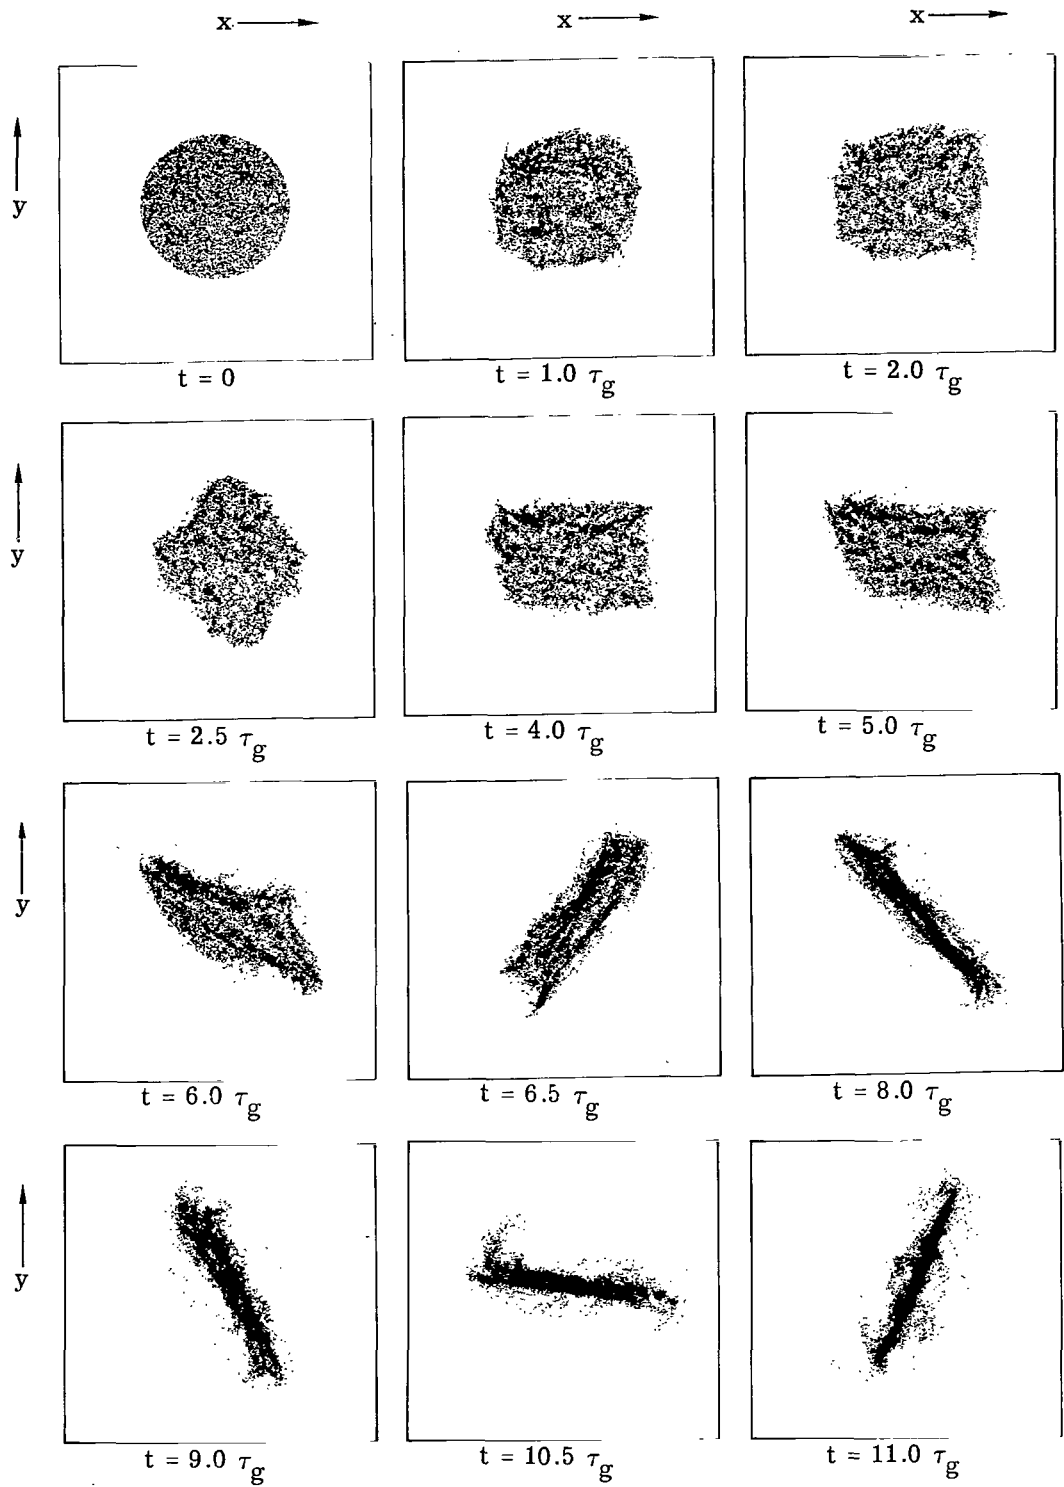 x x x
y
t = 0 t = 1.0 τg t = 2.0 τg
y
t = 2.5 τg t = 4.0 τg t = 5.0 τg
y
t = 6.0 τg t = 6.5 τg t = 8.0 τg
y
t = 9.0 τg t = 10.5 τg t = 11.0 τg